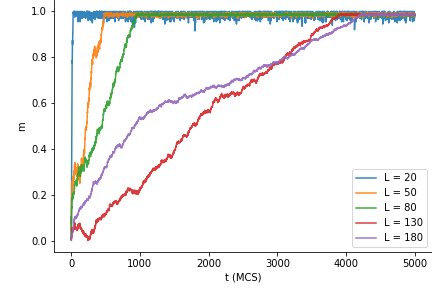 1.0
0.8
0.6
0.4
0.2
0.0
m
0 1000 2000 3000 4000 5000
t (MCS)
L = 20
L = 50
L = 80
L = 130
L = 180